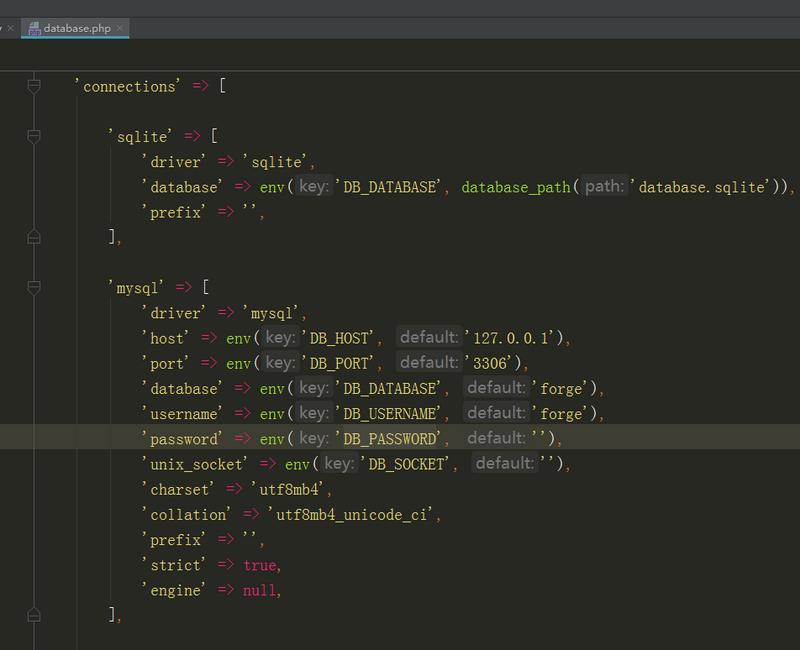 database.php
'connections' => [
'sqlite' => [
'driver' => 'sqlite',
'database' => env( key: 'DB_DATABASE', database_path( path: 'database.sqlite')),
'prefix' => '',
],
'mysql' => [
'driver' => 'mysql',
'host' => env( key: 'DB_HOST', default: '127.0.0.1'),
'port' => env( key: 'DB_PORT', default: '3306'),
'database' => env( key: 'DB_DATABASE', default: 'forge'),
'username' => env( key: 'DB_USERNAME', default: 'forge'),
'password' => env( key: 'DB_PASSWORD', default: ''),
'unix_socket' => env( key: 'DB_SOCKET', default: ''),
'charset' => 'utf8mb4',
'collation' => 'utf8mb4_unicode_ci',
'prefix' => '',
'strict' => true,
'engine' => null,
],